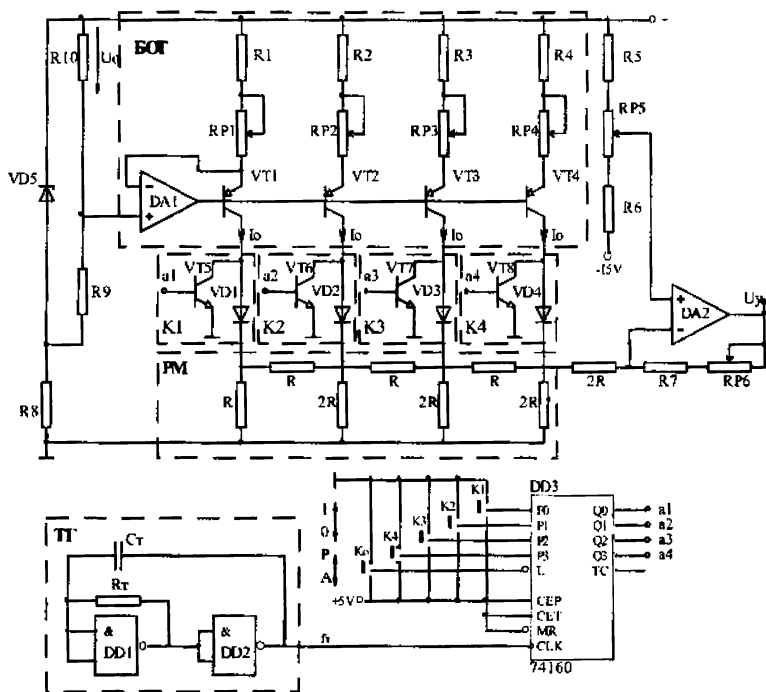 БОГ
R10
R1
R2
R3
R4
R5
RP1
RP2
RP3
RP4
RP5
VD5
DA1
VT1
VT2
VT3
VT4
R6
Io
Io
Io
Io
-15V
R9
a1
VT5
VD1
a2
VT6
VD2
a3
VT7
VD3
a4
VT8
VD4
K1
K2
K3
K4
DA2
PM
R
R
R
2R
R7
RP6
R8
R
2R
2R
2R
DD3
ТГ
Cт
Rт
&
DD1
&
DD2
fт
1
0
P
A
+5V
K1
K2
K3
K4
P0
P1
P2
P3
L
CEP
CET
MR
CLK
Q0
Q1
Q2
Q3
TC
a1
a2
a3
a4
74160